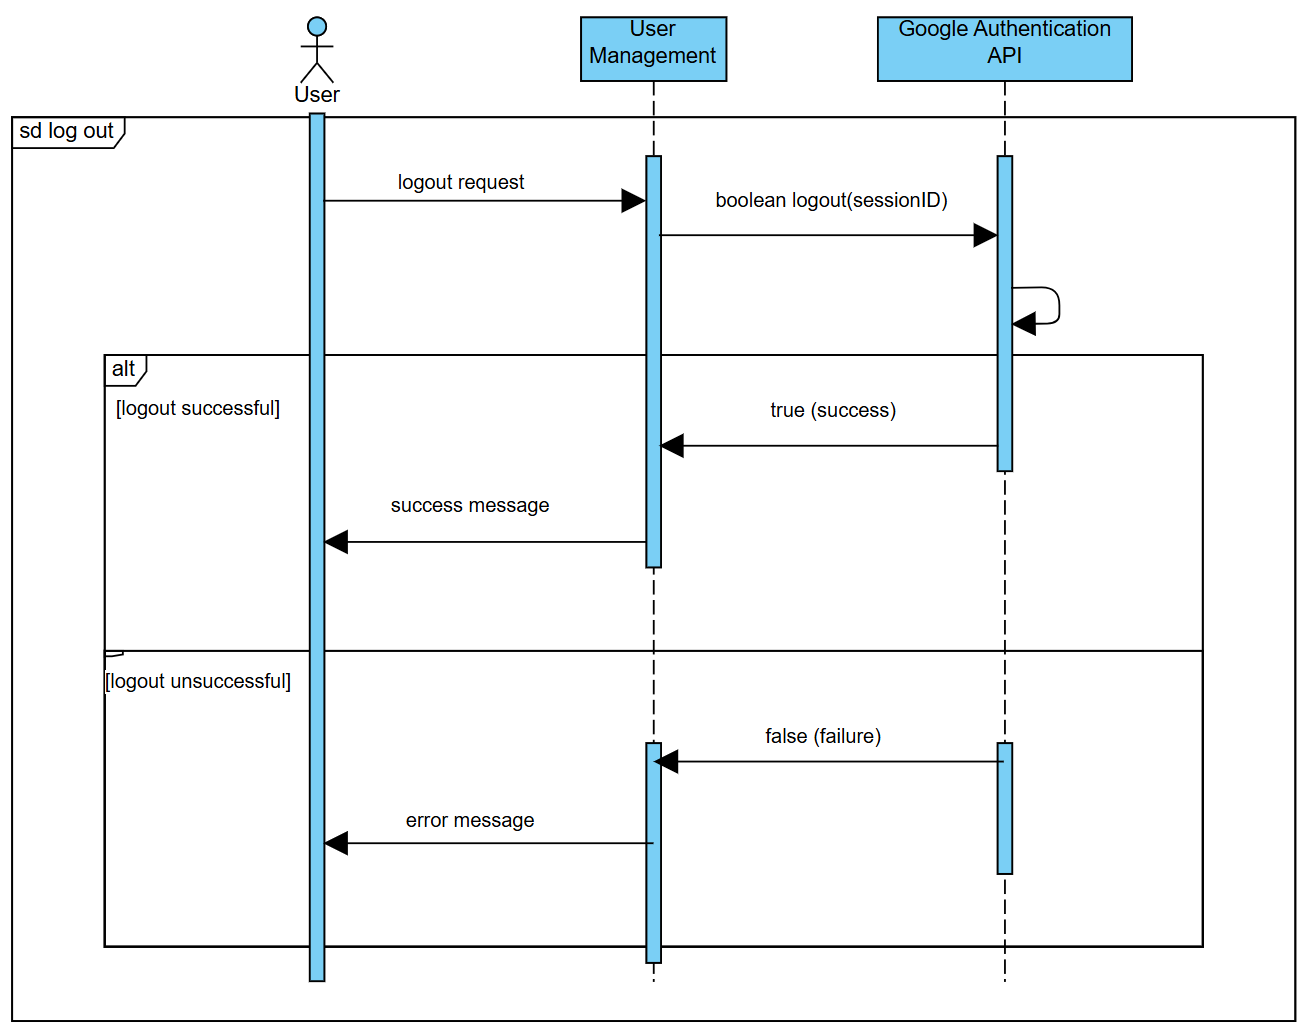 User
Management
Google Authentication
API
User
sd log out
logout request
boolean logout(sessionID)
alt
[logout successful]
true (success)
success message
[logout unsuccessful]
false (failure)
error message